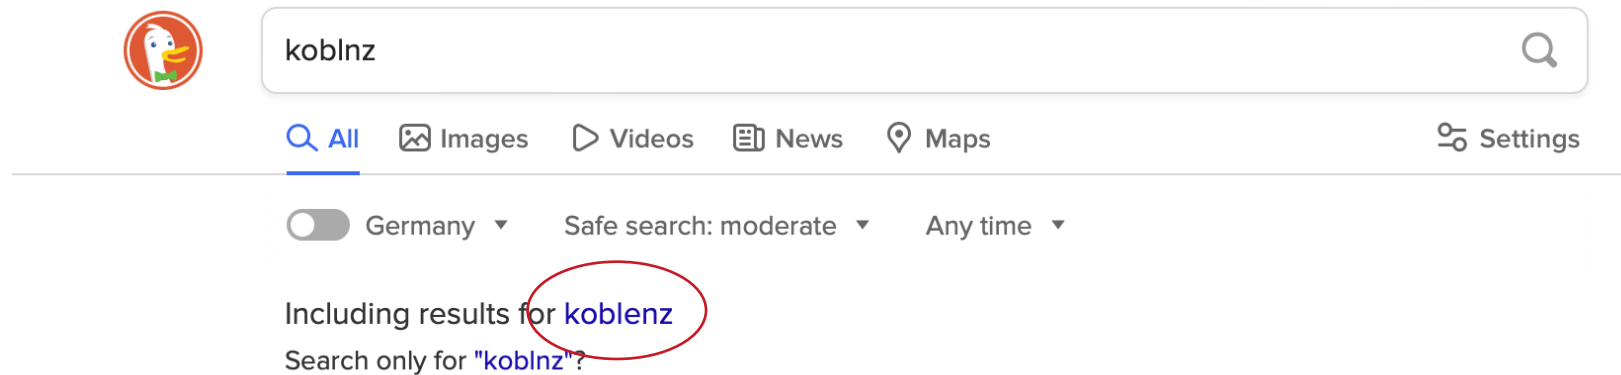 koblnz
All Images Videos News Maps Settings
Germany Safe search: moderate Any time
Including results for koblenz
Search only for "koblnz"?